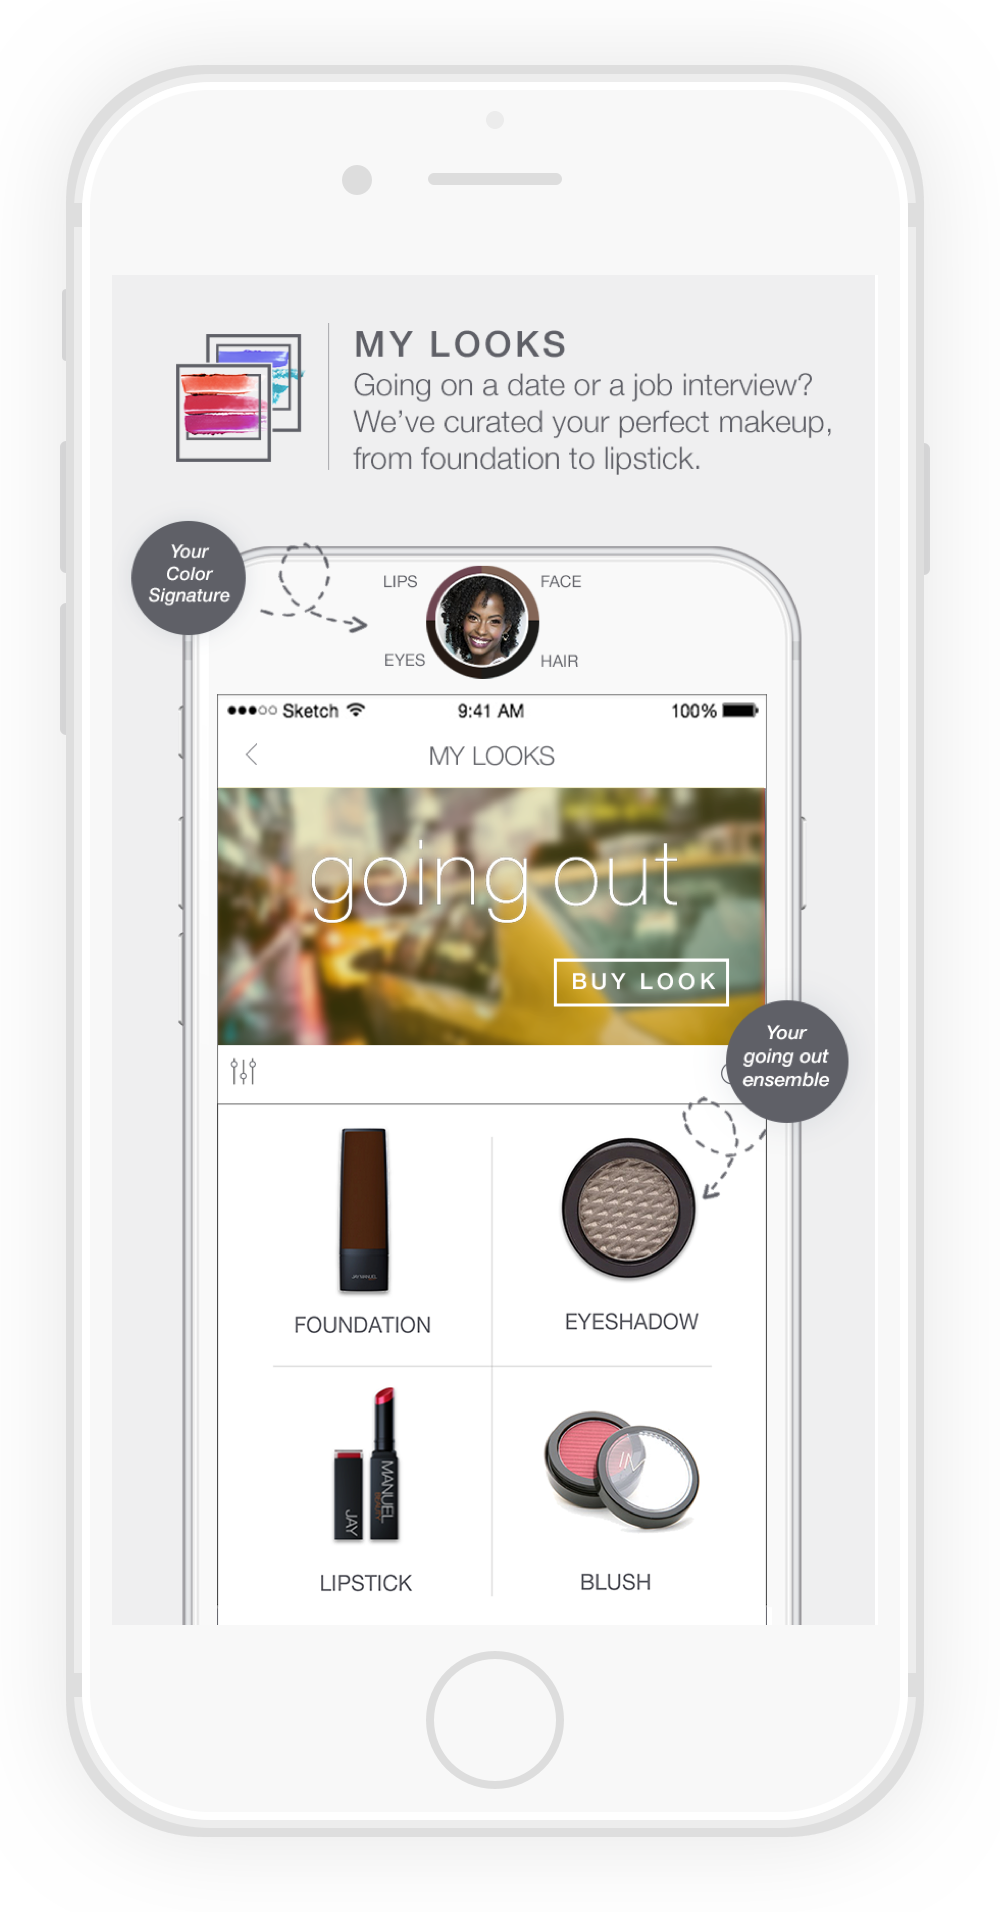 MY LOOKS
Going on a date or a job interview?
We've curated your perfect makeup,
from foundation to lipstick.
Your
Color
Signature
LIPS
FACE
EYES
HAIR
Sketch
9:41 AM
100%
MY LOOKS
going out
BUY LOOK
Your
going out
ensemble
FOUNDATION
EYESHADOW
JAY
MANUEL
BEAUTY
LIPSTICK
BLUSH